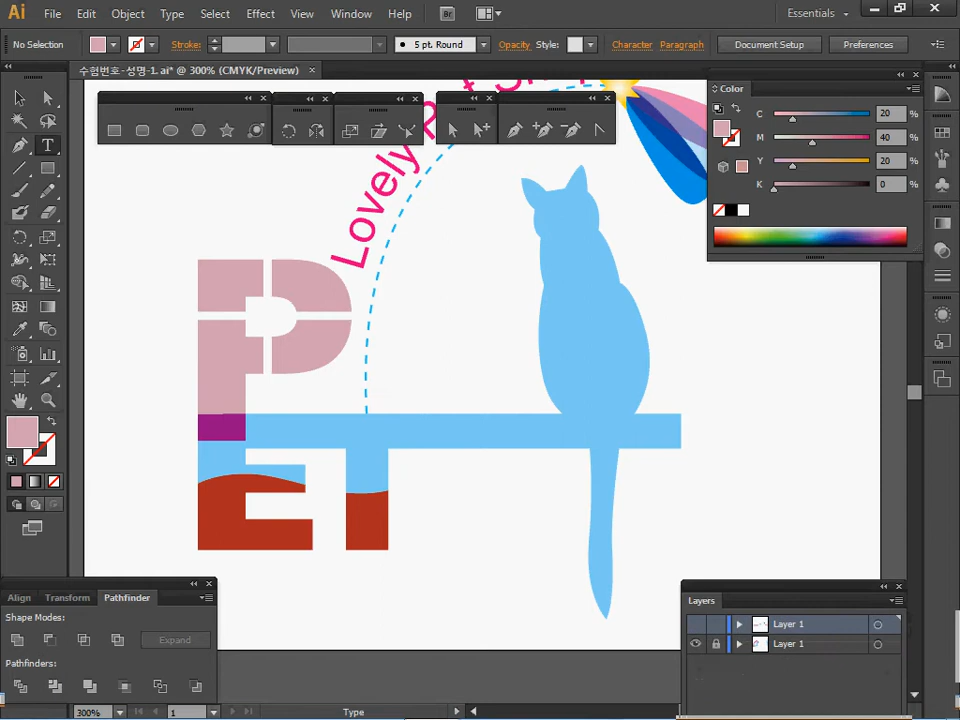 Ai File Edit Object Type Select Effect View Window Help Br Essentials
No Selection Stroke: 5 pt. Round Opacity Style: Character Paragraph Document Setup Preferences
수험번호-성명-1. ai* @ 300% (CMYK/Preview)
Color
C 20 %
M 40 %
Y 20 %
K 0 %
Lovely
P
ET
Align Transform Pathfinder
Shape Modes:
Expand
Pathfinders:
Layers
Layer 1
Layer 1
300% 1 Type